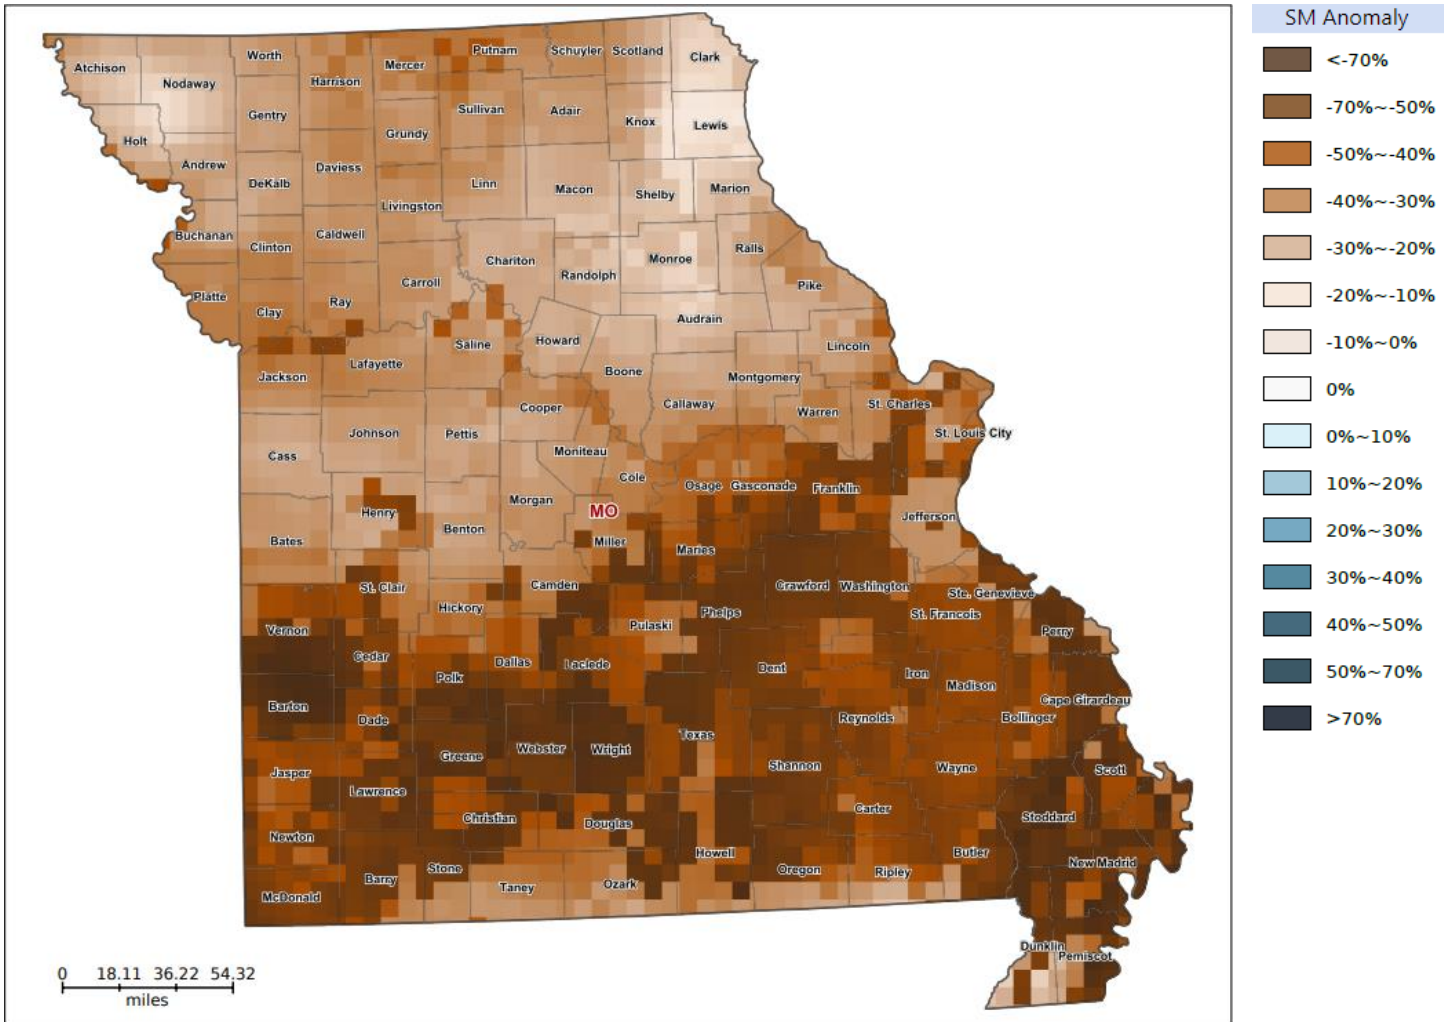 SM Anomaly
<-70%
-70%~-50%
-50%~-40%
-40%~-30%
-30%~-20%
-20%~-10%
-10%~0%
0%
0%~10%
10%~20%
20%~30%
30%~40%
40%~50%
50%~70%
>70%
Atchison
Nodaway
Worth
Harrison
Mercer
Putnam
Schuyler
Scotland
Clark
Holt
Gentry
Grundy
Sullivan
Adair
Knox
Lewis
Andrew
DeKalb
Daviess
Livingston
Linn
Macon
Shelby
Marion
Buchanan
Clinton
Caldwell
Carroll
Chariton
Randolph
Monroe
Ralls
Platte
Clay
Ray
Pike
Saline
Howard
Audrain
Jackson
Lafayette
Boone
Lincoln
Montgomery
Cooper
Callaway
Warren
St. Charles
Cass
Johnson
Pettis
Moniteau
St. Louis City
Cole
Osage
Gasconade
Franklin
Henry
Morgan
MO
Jefferson
Bates
Benton
Miller
Maries
St. Clair
Camden
Crawford
Washington
Ste. Genevieve
Hickory
Phelps
St. Francois
Vernon
Pulaski
Perry
Cedar
Polk
Dallas
Laclede
Dent
Iron
Madison
Barton
Dade
Reynolds
Bollinger
Cape Girardeau
Greene
Webster
Wright
Texas
Shannon
Wayne
Scott
Jasper
Lawrence
Christian
Douglas
Carter
Stoddard
Newton
Howell
Butler
New Madrid
McDonald
Barry
Stone
Taney
Ozark
Oregon
Ripley
Dunklin
Pemiscot
0 18.11 36.22 54.32
miles